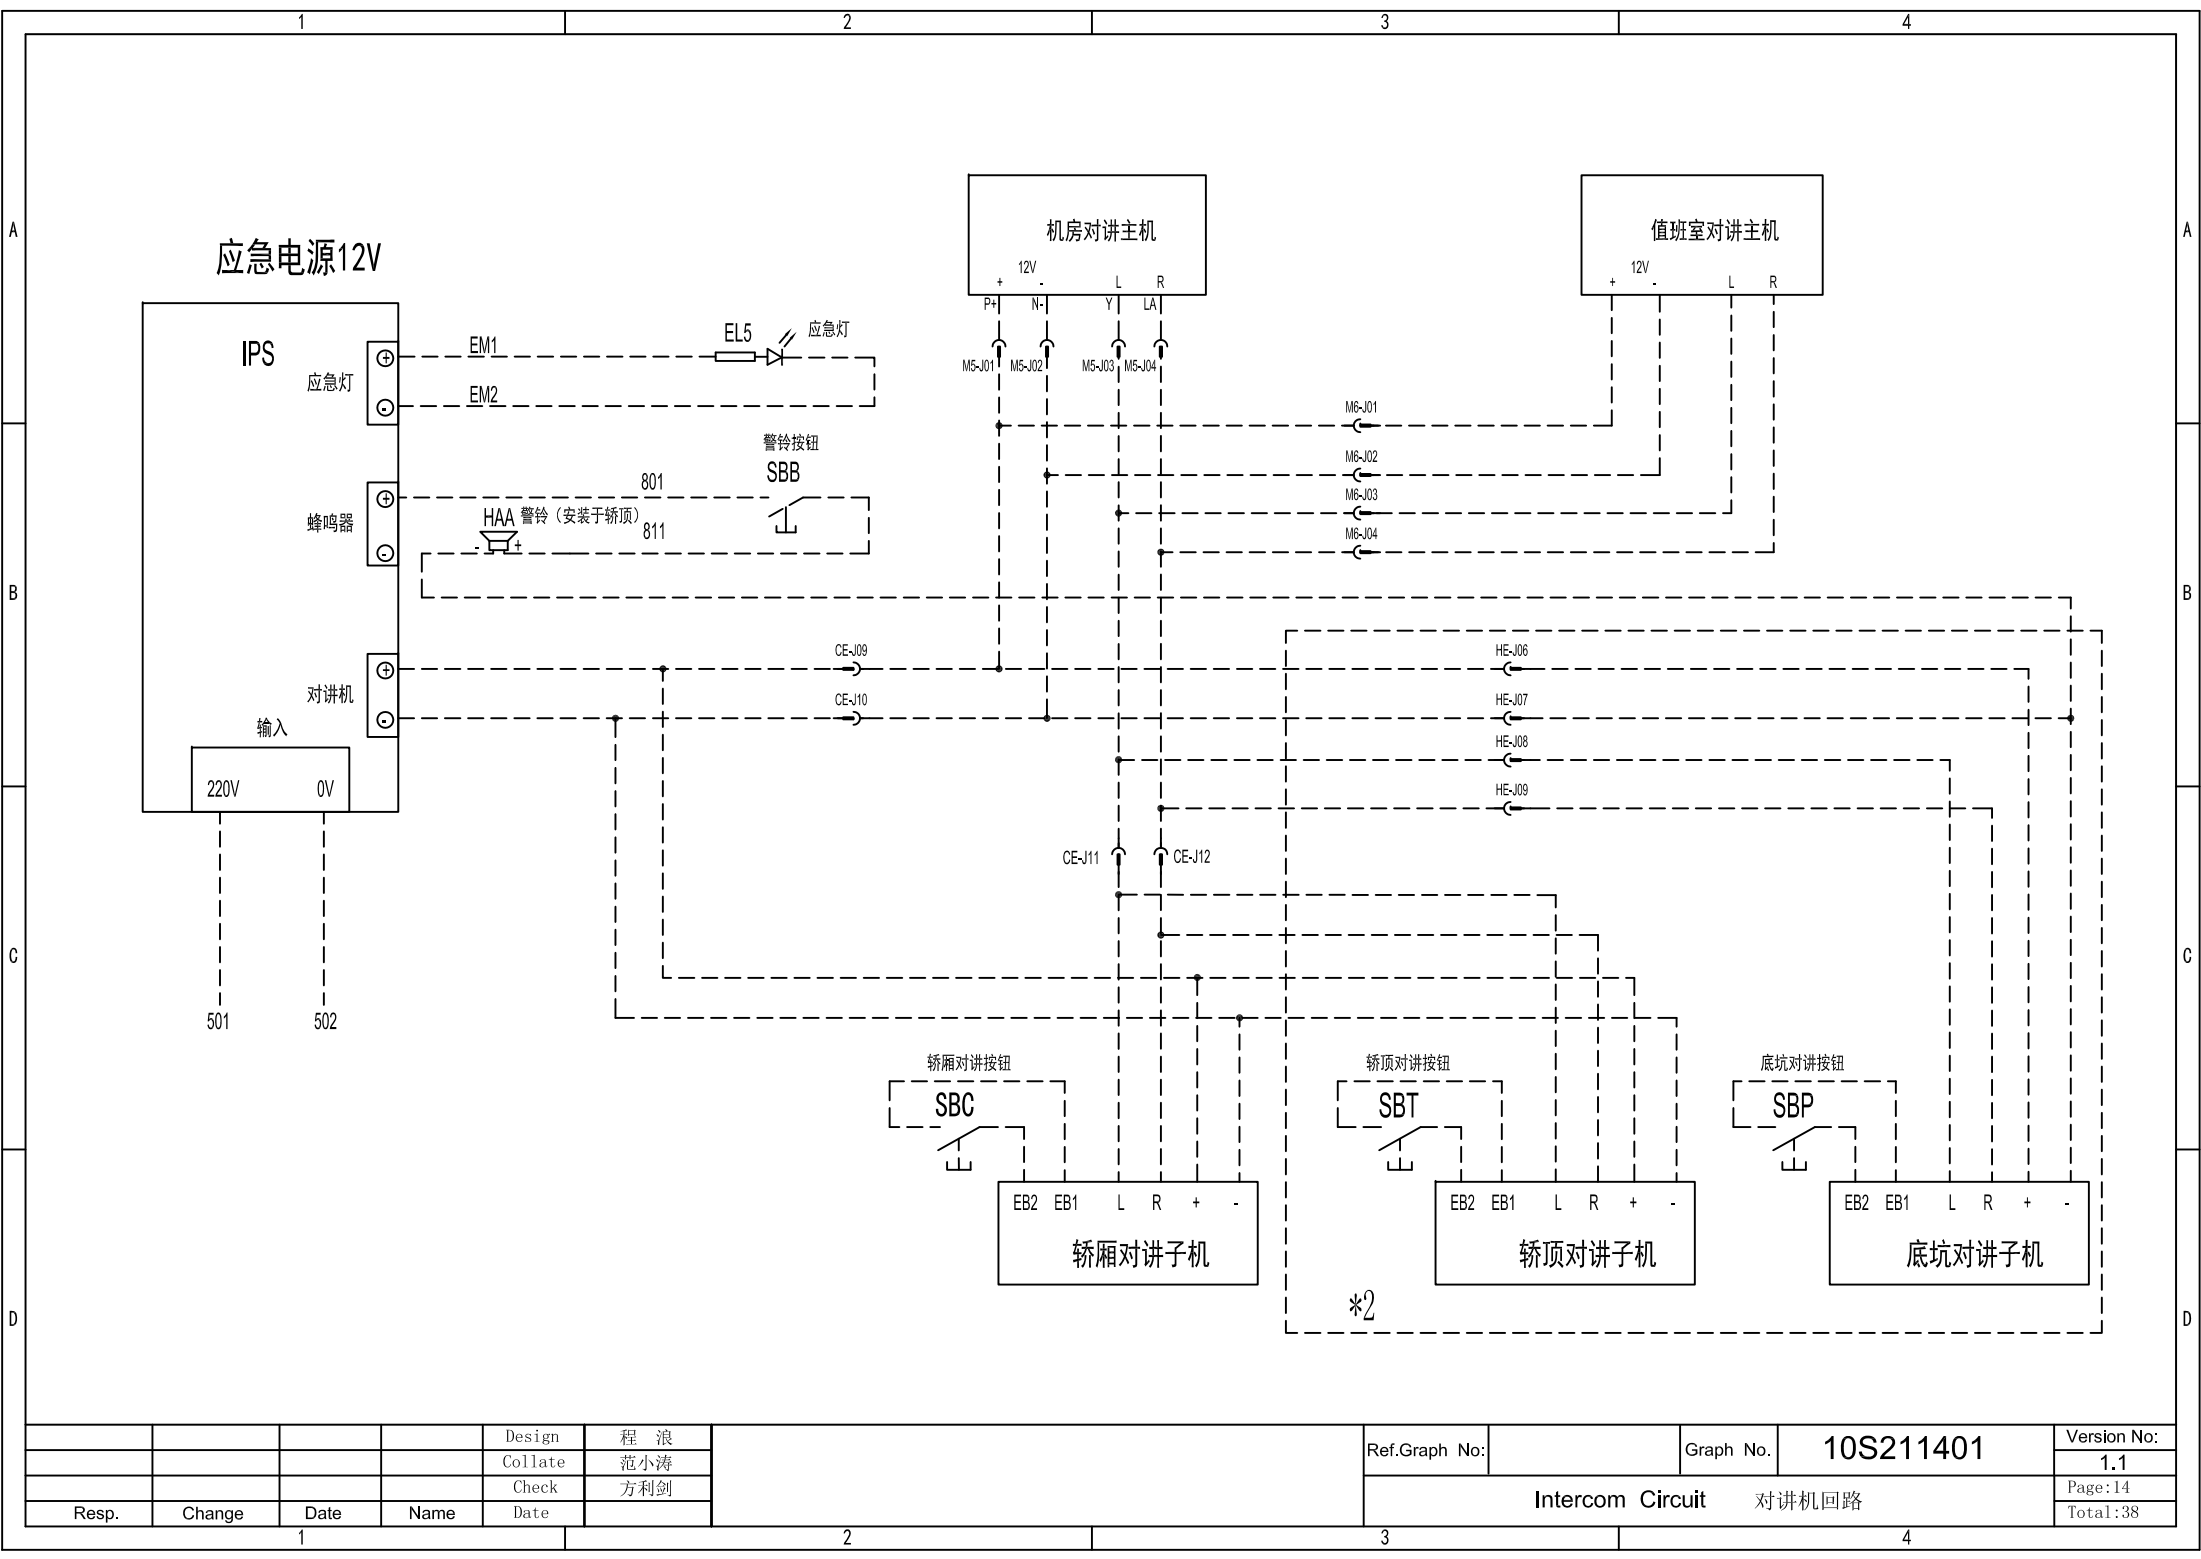 1 2 3 4
A A
B B
C C
D D
应急电源12V
IPS
应急灯
+
-
蜂鸣器
+
-
对讲机
+
-
输入
220V 0V
501 502
EM1
EM2
EL5 应急灯
警铃按钮
SBB
801
HAA 警铃（安装于轿顶）
- +
811
机房对讲主机
12V
+ - L R
P+ N- Y LA
M5-J01 M5-J02 M5-J03 M5-J04
值班室对讲主机
12V
+ - L R
M6-J01
M6-J02
M6-J03
M6-J04
CE-J09
CE-J10
HE-J06
HE-J07
HE-J08
HE-J09
CE-J11 CE-J12
轿厢对讲按钮
SBC
EB2 EB1 L R + -
轿厢对讲子机
轿顶对讲按钮
SBT
EB2 EB1 L R + -
轿顶对讲子机
底坑对讲按钮
SBP
EB2 EB1 L R + -
底坑对讲子机
*2
Design 程 浪
Collate 范小涛
Check 方利剑
Resp. Change Date Name Date
Ref.Graph No: Graph No. 10S211401
Version No:
1.1
Intercom Circuit 对讲机回路
Page:14
Total:38
1 2 3 4